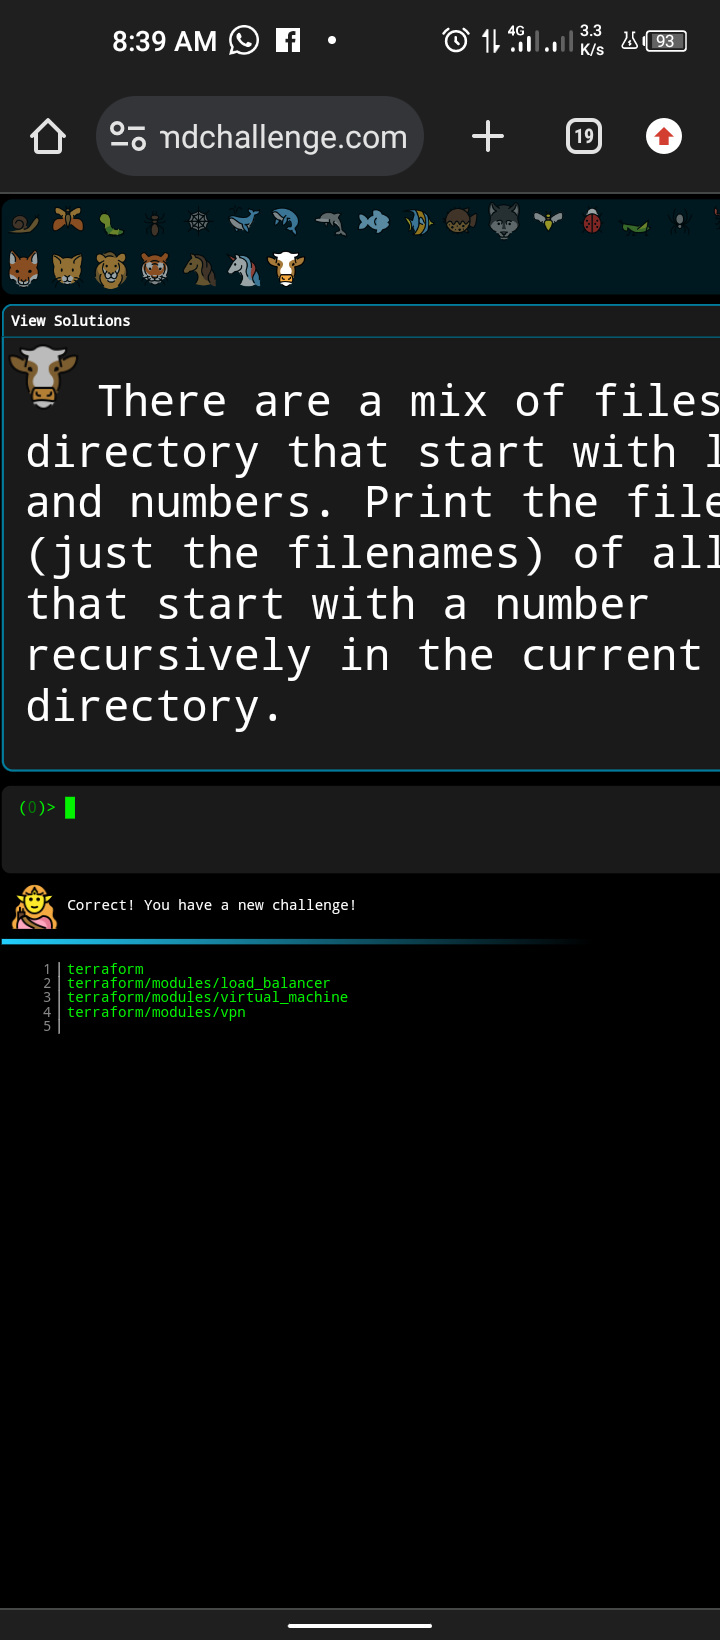 8:39 AM
4G
3.3
K/s
93
mdchallenge.com
19
View Solutions
There are a mix of files
directory that start with
and numbers. Print the
(just the filenames) of all
that start with a number
recursively in the current
directory.
(0)>
Correct! You have a new challenge!
1 terraform
2 terraform/modules/load_balancer
3 terraform/modules/virtual_machine
4 terraform/modules/vpn
5